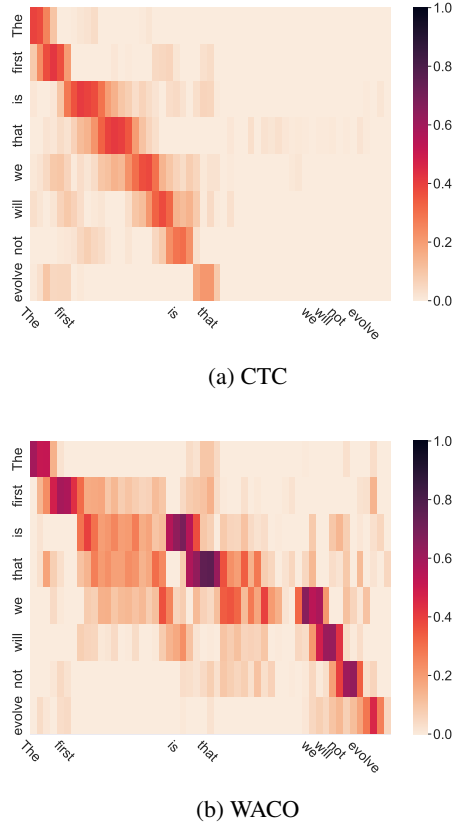 The
first
is
that
we
will
not
evolve
The first is that we will not evolve
1.0
0.8
0.6
0.4
0.2
0.0
(a) CTC
The
first
is
that
we
will
not
evolve
The first is that we will not evolve
1.0
0.8
0.6
0.4
0.2
0.0
(b) WACO